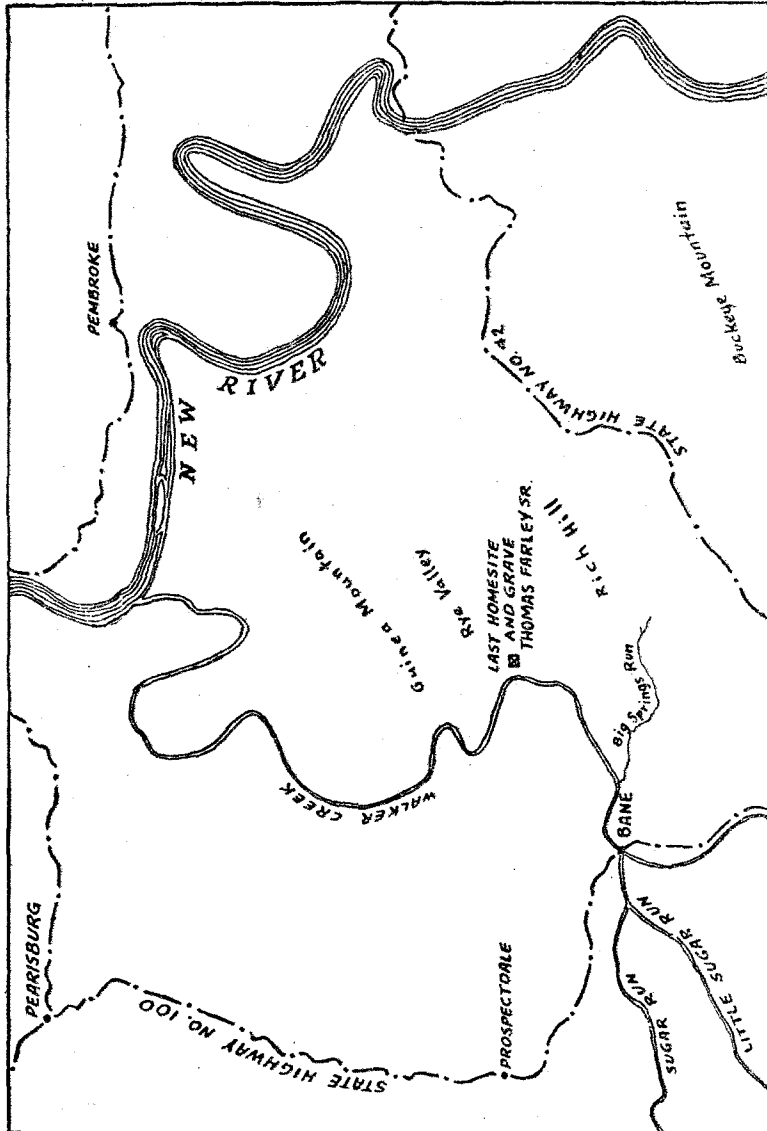 PEMBROKE
NEW
RIVER
STATE HIGHWAY NO. 42
Buckeye Mountain
Guinea Mountain
Rye Valley
LAST HOMESITE
AND GRAVE
THOMAS FARLEY SR.
Rich Hill
Big Springs Run
WALKER CREEK
BANE
PEARISBURG
STATE HIGHWAY NO. 100
PROSPECTDALE
SUGAR RUN
LITTLE SUGAR RUN